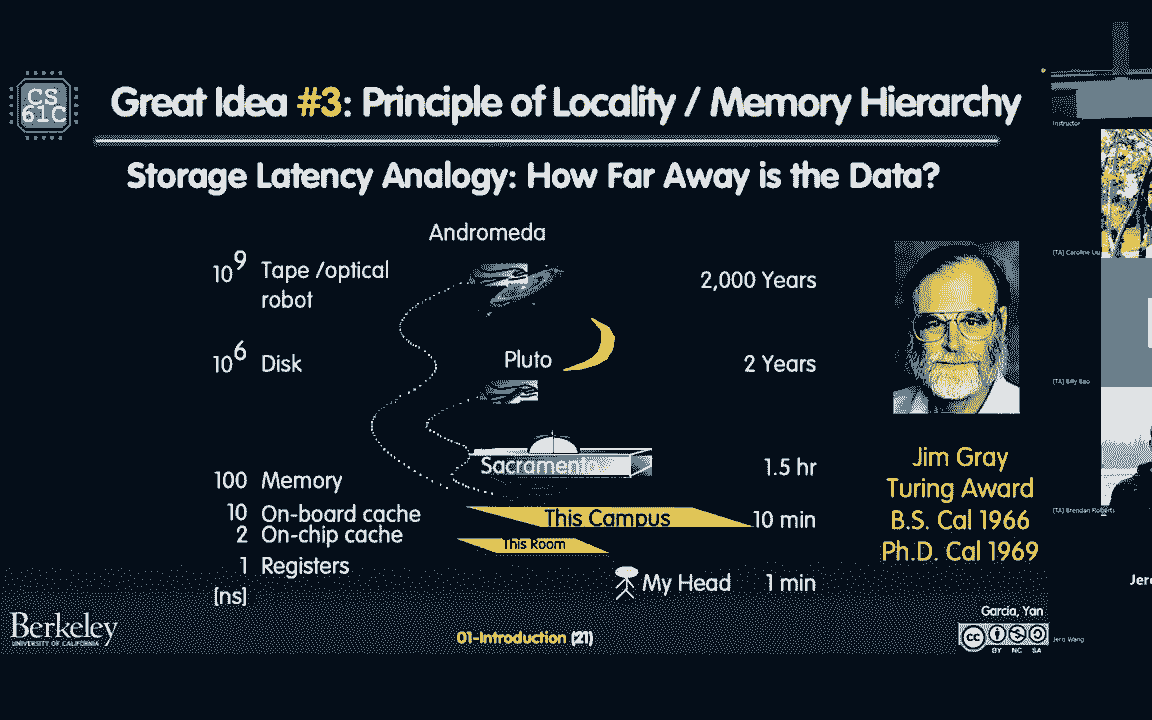 CS
61C
Great Idea #3: Principle of Locality / Memory Hierarchy
Storage Latency Analogy: How Far Away is the Data?
Andromeda
10^9 Tape /optical robot 2,000 Years
10^6 Disk Pluto 2 Years
100 Memory Sacramento 1.5 hr
10 On-board cache This Campus 10 min
2 On-chip cache This Room
1 Registers My Head 1 min
[ns]
Jim Gray
Turing Award
B.S. Cal 1966
Ph.D. Cal 1969
Berkeley
UNIVERSITY OF CALIFORNIA
01-Introduction (21)
Garcia, Yan
cc
BY NC SA
Instructor
[TA] Caroline Liu
[TA] Billy Bao
[TA] Brendan Roberts
Jero
Jero Wang